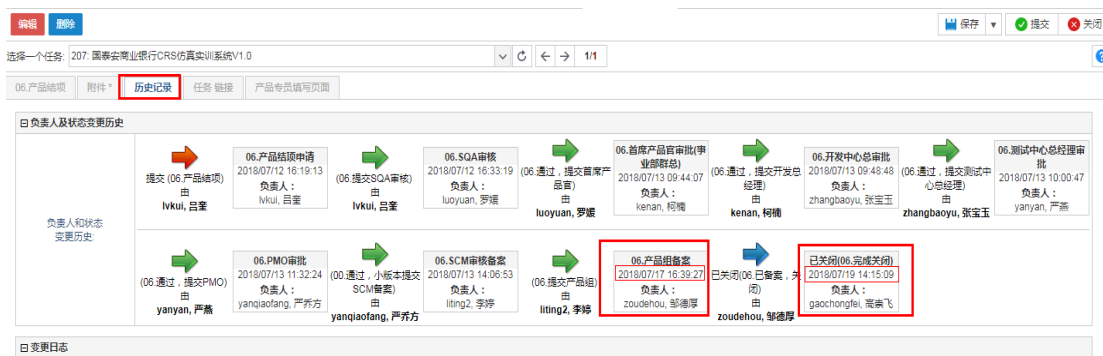 编辑 删除 保存 提交 关闭
选择一个任务: 207: 国泰安商业银行CRS仿真实训系统V1.0 1/1
06.产品结项 附件 * 历史记录 任务 链接 产品专员填写页面
负责人及状态变更历史
负责人和状态
变更历史:
提交 (06.产品结项)
由
lvkui, 吕奎
06.产品结项申请
2018/07/12 16:19:13
负责人：
lvkui, 吕奎
(06.提交SQA审核)
由
lvkui, 吕奎
06.SQA审核
2018/07/12 16:33:19
负责人：
luoyuan, 罗媛
(06.通过，提交首席产
品官)
由
luoyuan, 罗媛
06.首席产品官审批(事
业部群总)
2018/07/13 09:44:07
负责人：
kenan, 柯楠
(06.通过，提交开发总
经理)
由
kenan, 柯楠
06.开发中心总审批
2018/07/13 09:48:48
负责人：
zhangbaoyu, 张宝玉
(06.通过，提交测试中
心总经理)
由
zhangbaoyu, 张宝玉
06.测试中心总经理审
批
2018/07/13 10:00:47
负责人：
yanyan, 严燕
(06.通过，提交PMO)
由
yanyan, 严燕
06.PMO审批
2018/07/13 11:32:24
负责人：
yanqiaofang, 严乔方
(00.通过，小版本提交
SCM备案)
由
yanqiaofang, 严乔方
06.SCM审核备案
2018/07/13 14:06:53
负责人：
liting2, 李婷
(06.提交产品组)
由
liting2, 李婷
06.产品组备案
2018/07/17 16:39:27
负责人：
zoudehou, 邹德厚
已关闭(06.已备案，关
闭)
由
zoudehou, 邹德厚
已关闭(06.完成关闭)
2018/07/19 14:15:09
负责人：
gaochongfei, 高崇飞
变更日志